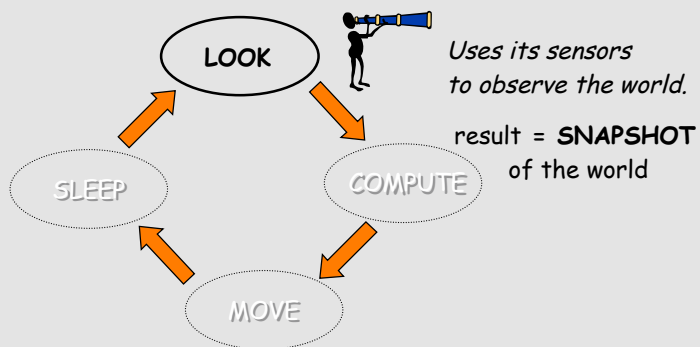 LOOK
Uses its sensors
to observe the world.
result = SNAPSHOT
of the world
SLEEP
COMPUTE
MOVE